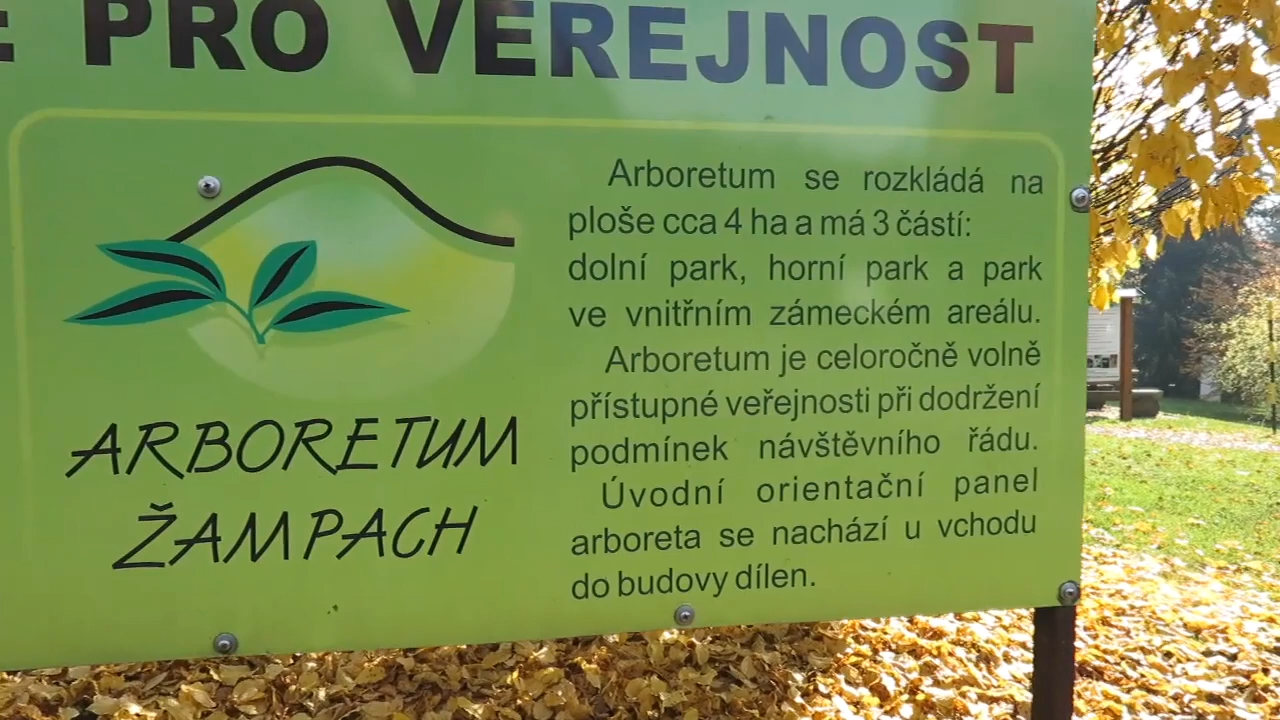 PRO VEREJNOST
ARBORETUM
ŽAMPACH
Arboretum se rozkládá na
ploše cca 4 ha a má 3 částí:
dolní park, horní park a park
ve vnitřním zámeckém areálu.
Arboretum je celoročně volně
přístupné veřejnosti při dodržení
podmínek návštěvního řádu.
Úvodní orientační panel
arboreta se nachází u vchodu
do budovy dílen.